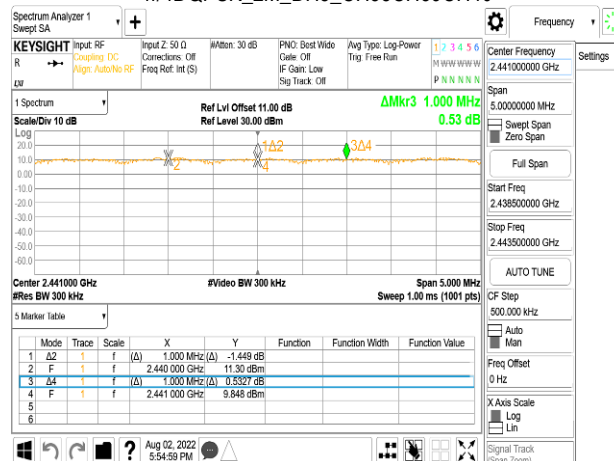 Spectrum Analyzer 1
Swept SA
+
Frequency
Settings
KEYSIGHT
R
Input: RF
Coupling: DC
Align: Auto/No RF
Input Z: 50 Ω
Corrections: Off
Freq Ref: Int (S)
#Atten: 30 dB
PNO: Best Wide
Gate: Off
IF Gain: Low
Sig Track: Off
Avg Type: Log-Power
Trig: Free Run
1 2 3 4 5 6
M W W W W W
P N N N N N
1 Spectrum
Scale/Div 10 dB
Ref Lvl Offset 11.00 dB
Ref Level 30.00 dBm
ΔMkr3 1.000 MHz
0.53 dB
Log
20.0
10.0
0.00
-10.0
-20.0
-30.0
-40.0
-50.0
-60.0
1Δ2
3Δ4
2
4
Center 2.441000 GHz
#Res BW 300 kHz
#Video BW 300 kHz
Span 5.000 MHz
Sweep 1.00 ms (1001 pts)
5 Marker Table
Mode Trace Scale X Y Function Function Width Function Value
1 Δ2 1 f (Δ) 1.000 MHz (Δ) -1.449 dB
2 F 1 f 2.440 000 GHz 11.30 dBm
3 Δ4 1 f (Δ) 1.000 MHz (Δ) 0.5327 dB
4 F 1 f 2.441 000 GHz 9.848 dBm
5
6
Center Frequency
2.441000000 GHz
Span
5.00000000 MHz
Swept Span
Zero Span
Full Span
Start Freq
2.438500000 GHz
Stop Freq
2.443500000 GHz
AUTO TUNE
CF Step
500.000 kHz
Auto
Man
Freq Offset
0 Hz
X Axis Scale
Log
Lin
Signal Track
(Span Zoom)
?
Aug 02, 2022
5:54:59 PM